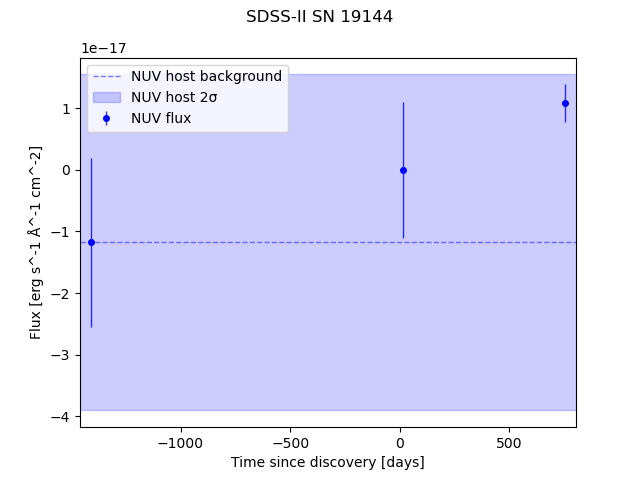 SDSS-II SN 19144
1e−17
NUV host background
NUV host 2σ
NUV flux
1
0
−1
−2
−3
−4
Flux [erg s^-1 Å^-1 cm^-2]
−1000
−500
0
500
Time since discovery [days]